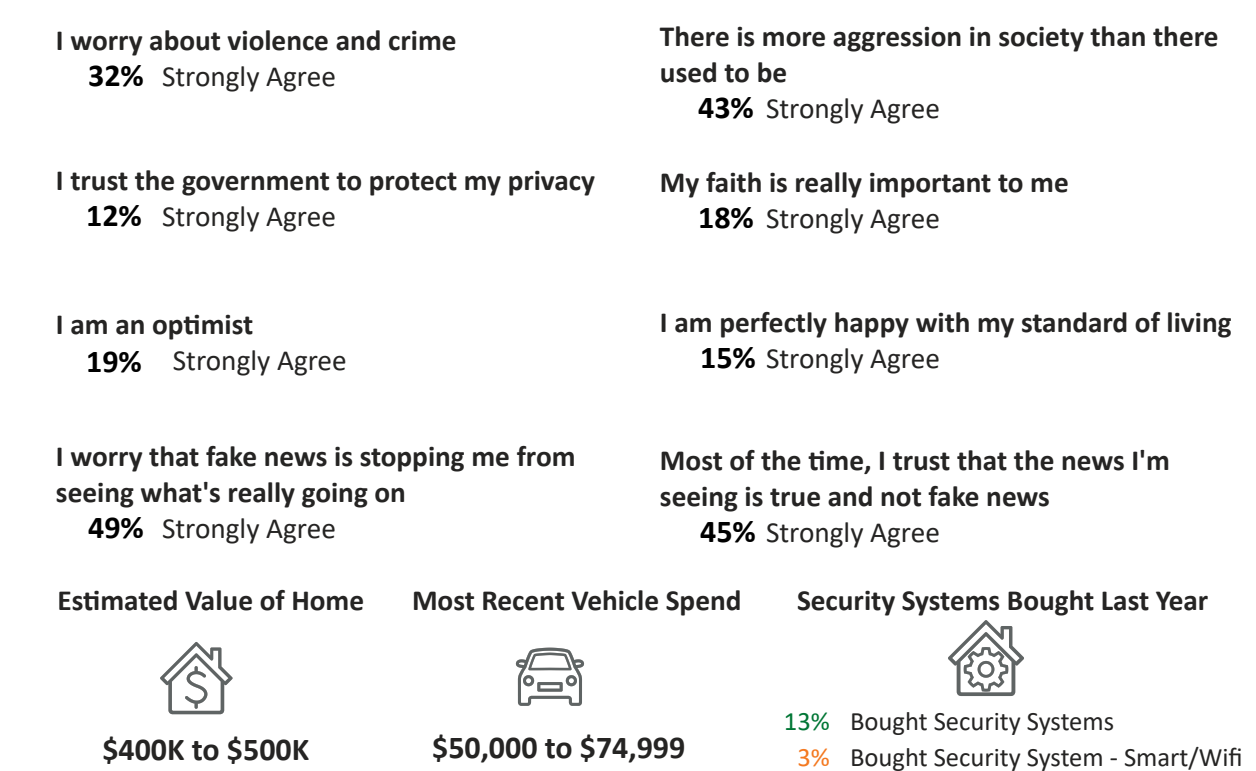 I worry about violence and crime
32% Strongly Agree
There is more aggression in society than there
used to be
43% Strongly Agree
I trust the government to protect my privacy
12% Strongly Agree
My faith is really important to me
18% Strongly Agree
I am an optimist
19% Strongly Agree
I am perfectly happy with my standard of living
15% Strongly Agree
I worry that fake news is stopping me from
seeing what's really going on
49% Strongly Agree
Most of the time, I trust that the news I'm
seeing is true and not fake news
45% Strongly Agree
Estimated Value of Home
$
$400K to $500K
Most Recent Vehicle Spend
$50,000 to $74,999
Security Systems Bought Last Year
13% Bought Security Systems
3% Bought Security System - Smart/Wifi